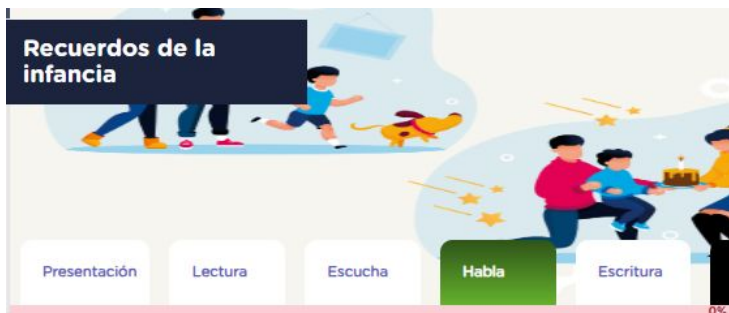 Recuerdos de la
infancia
Presentación
Lectura
Escucha
Habla
Escritura
0%